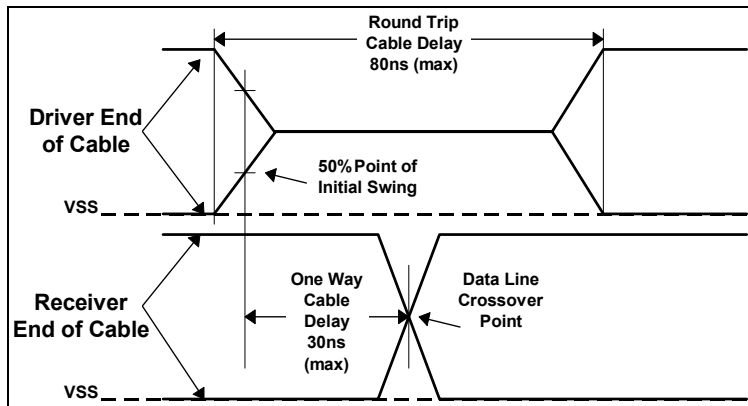 Round Trip
Cable Delay
80ns (max)
Driver End
of Cable
50% Point of
Initial Swing
VSS
One Way
Cable
Delay
30ns
(max)
Data Line
Crossover
Point
Receiver
End of Cable
VSS